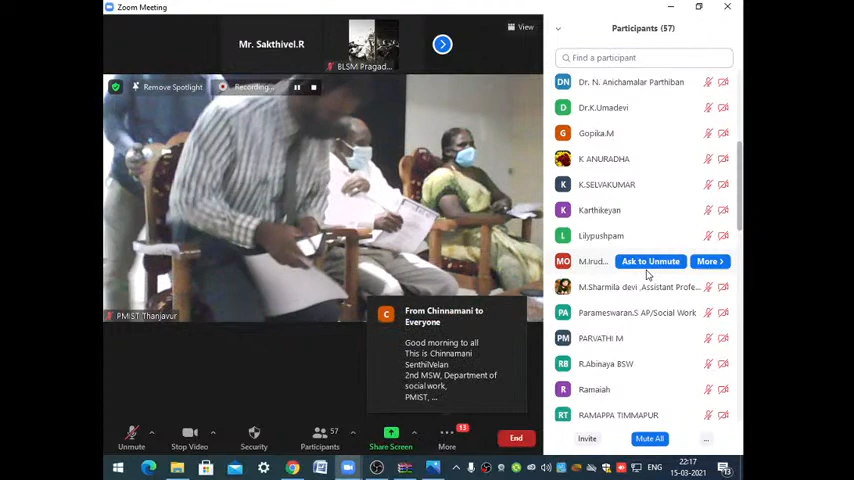 Zoom Meeting
Mr. Sakthivel.R
BLSM Pragad...
View
Remove Spotlight
Recording...
PMIST Thanjavur
From Chinnamani to
Everyone
Good morning to all
This is Chinnamani
SenthilVelan
2nd MSW, Department of
social work,
PMIST, ...
Unmute
Stop Video
Security
57
Participants
Share Screen
13
More
End
Participants (57)
Find a participant
DN Dr. N. Anichamalar Parthiban
D Dr.K.Umadevi
G Gopika.M
K ANURADHA
K K.SELVAKUMAR
K Karthikeyan
L Lilypushpam
MO M.Irud... Ask to Unmute More
M.Sharmila devi ,Assistant Profe...
PA Parameswaran.S AP/Social Work
PM PARVATHI M
RB R.Abinaya BSW
R Ramaiah
RT RAMAPPA TIMMAPUR
Invite Mute All ...
ENG
22:17
15-03-2021
13